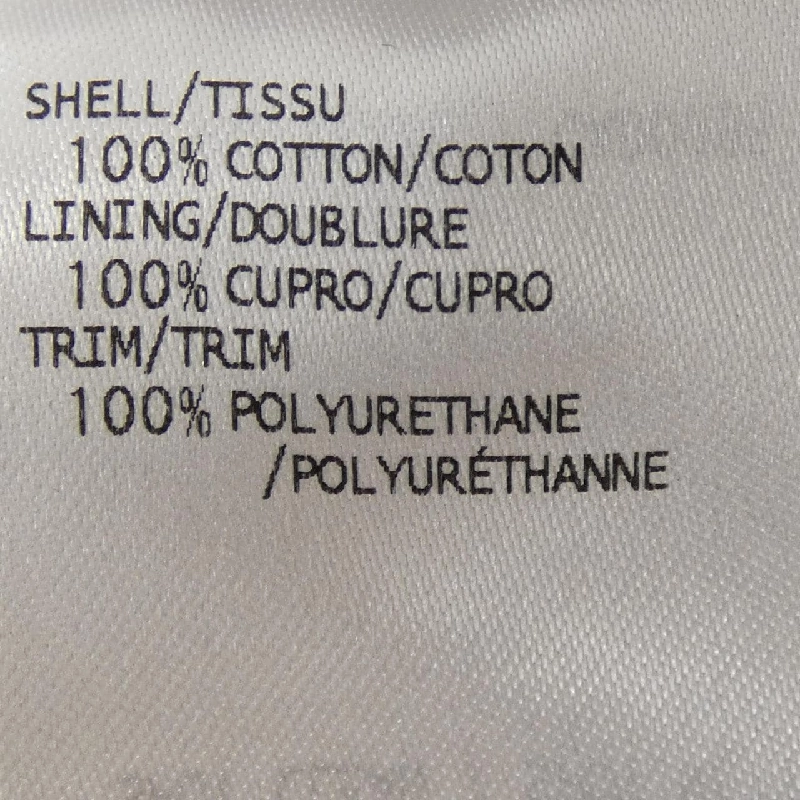 SHELL/TISSU
100% COTTON/COTON
LINING/DOUBLURE
100% CUPRO/CUPRO
TRIM/TRIM
100% POLYURETHANE
/POLYURÉTHANNE